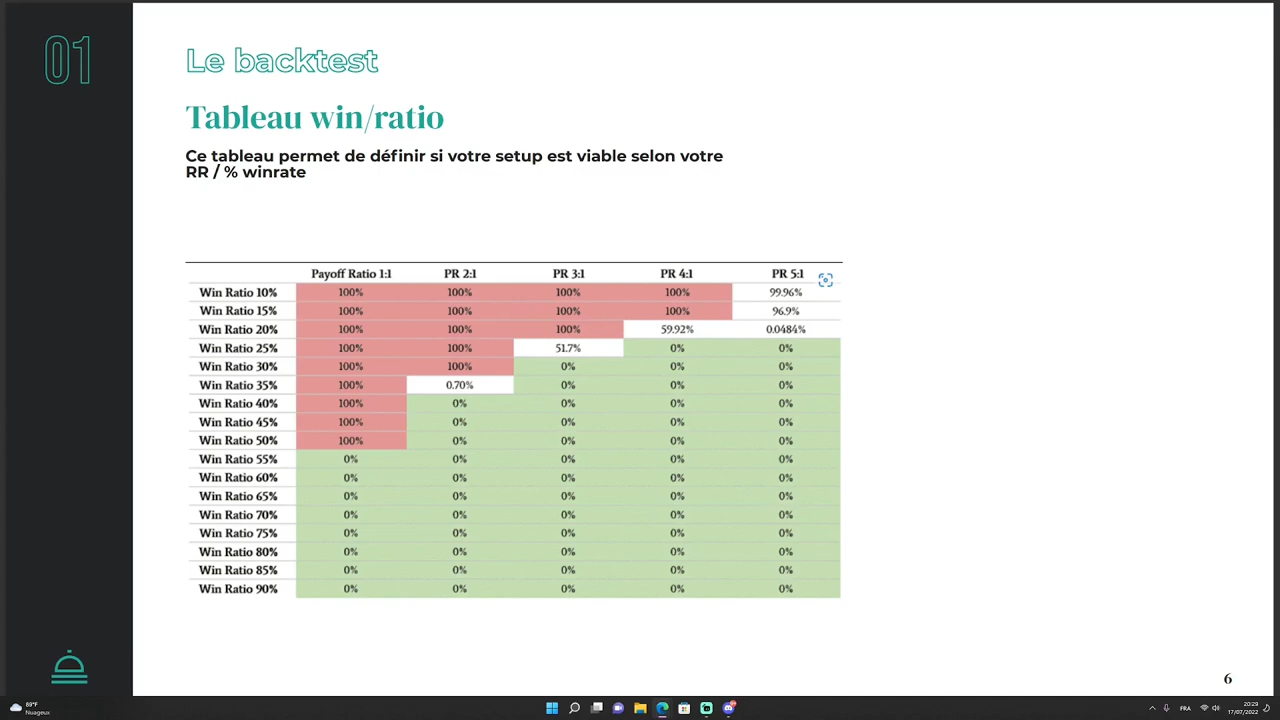 01
Le backtest
Tableau win/ratio
Ce tableau permet de définir si votre setup est viable selon votre
RR / % winrate
Payoff Ratio 1:1 PR 2:1 PR 3:1 PR 4:1 PR 5:1
Win Ratio 10% 100% 100% 100% 100% 99.96%
Win Ratio 15% 100% 100% 100% 100% 96.9%
Win Ratio 20% 100% 100% 100% 59.92% 0.0484%
Win Ratio 25% 100% 100% 51.7% 0% 0%
Win Ratio 30% 100% 100% 0% 0% 0%
Win Ratio 35% 100% 0.70% 0% 0% 0%
Win Ratio 40% 100% 0% 0% 0% 0%
Win Ratio 45% 100% 0% 0% 0% 0%
Win Ratio 50% 100% 0% 0% 0% 0%
Win Ratio 55% 0% 0% 0% 0% 0%
Win Ratio 60% 0% 0% 0% 0% 0%
Win Ratio 65% 0% 0% 0% 0% 0%
Win Ratio 70% 0% 0% 0% 0% 0%
Win Ratio 75% 0% 0% 0% 0% 0%
Win Ratio 80% 0% 0% 0% 0% 0%
Win Ratio 85% 0% 0% 0% 0% 0%
Win Ratio 90% 0% 0% 0% 0% 0%
6
89°F
Nuageux
FRA
20:29
17/07/2022